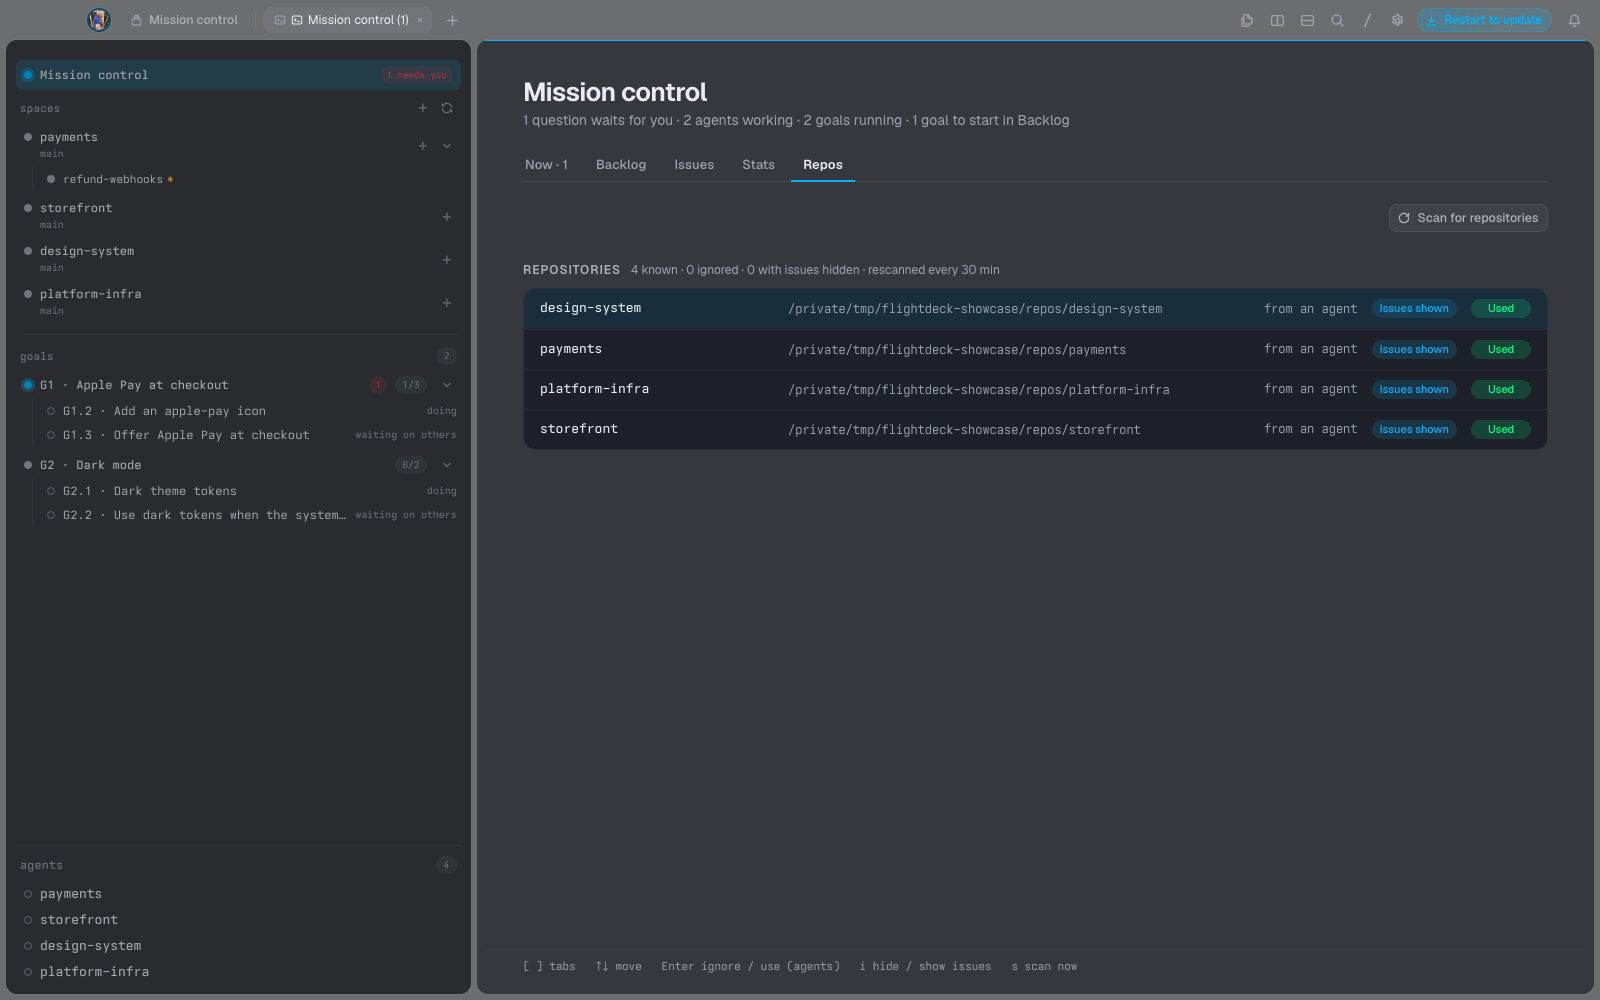 Mission control
Mission control (1)
Restart to update
Mission control
1 needs you
spaces
payments
main
refund-webhooks *
storefront
main
design-system
main
platform-infra
main
goals
2
G1 · Apple Pay at checkout
1
1/3
G1.2 · Add an apple-pay icon
doing
G1.3 · Offer Apple Pay at checkout
waiting on others
G2 · Dark mode
0/2
G2.1 · Dark theme tokens
doing
G2.2 · Use dark tokens when the system…
waiting on others
agents
4
payments
storefront
design-system
platform-infra
Mission control
1 question waits for you · 2 agents working · 2 goals running · 1 goal to start in Backlog
Now · 1
Backlog
Issues
Stats
Repos
Scan for repositories
REPOSITORIES 4 known · 0 ignored · 0 with issues hidden · rescanned every 30 min
design-system /private/tmp/flightdeck-showcase/repos/design-system from an agent Issues shown Used
payments /private/tmp/flightdeck-showcase/repos/payments from an agent Issues shown Used
platform-infra /private/tmp/flightdeck-showcase/repos/platform-infra from an agent Issues shown Used
storefront /private/tmp/flightdeck-showcase/repos/storefront from an agent Issues shown Used
[ ] tabs ↑↓ move Enter ignore / use (agents) i hide / show issues s scan now